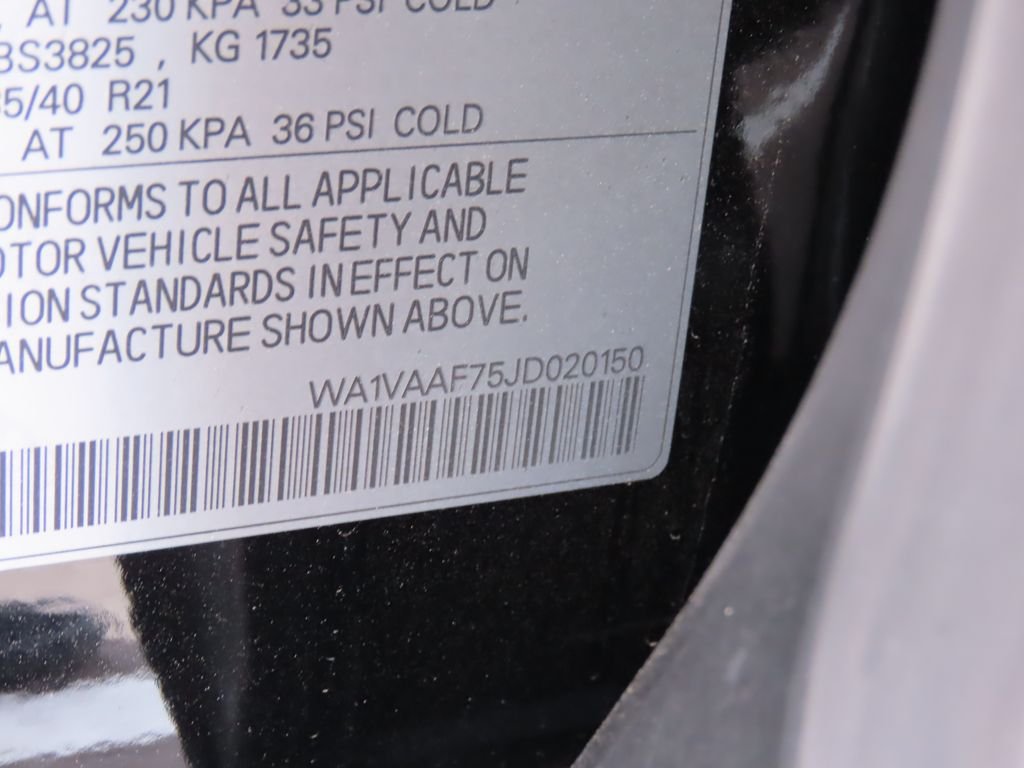 AT 230 KPA 33 PSI COLD
BS3825 , KG 1735
5/40 R21
AT 250 KPA 36 PSI COLD
ONFORMS TO ALL APPLICABLE
OTOR VEHICLE SAFETY AND
ION STANDARDS IN EFFECT ON
ANUFACTURE SHOWN ABOVE.
WA1VAAF75JD020150